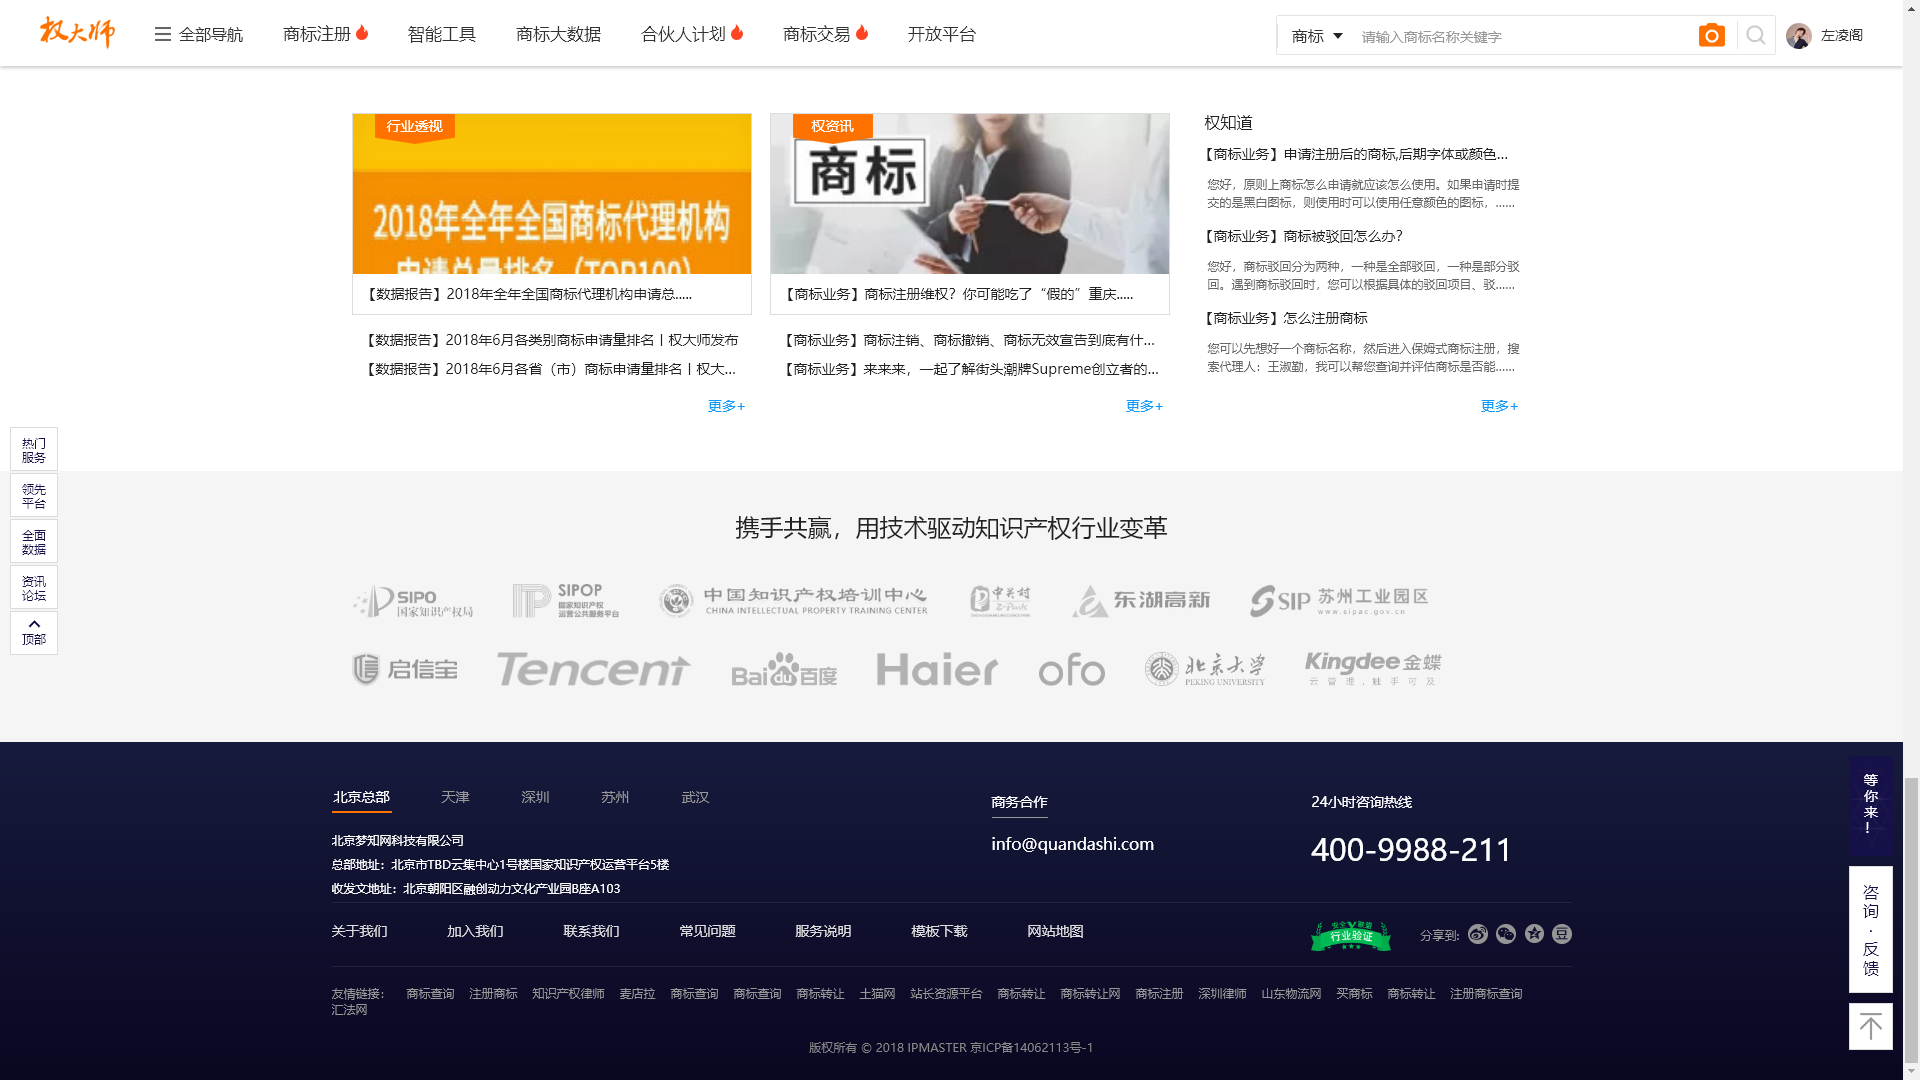 权大师 全部导航 商标注册 智能工具 商标大数据 合伙人计划 商标交易 开放平台 商标 请输入商标名称关键字 左凌阁
行业透视
2018年全年全国商标代理机构
申请总量排名（TOP100）
【数据报告】2018年全年全国商标代理机构申请总.....
【数据报告】2018年6月各类别商标申请量排名丨权大师发布
【数据报告】2018年6月各省（市）商标申请量排名丨权大...
更多+
权资讯
商标
【商标业务】商标注册维权？你可能吃了“假的”重庆.....
【商标业务】商标注销、商标撤销、商标无效宣告到底有什...
【商标业务】来来来，一起了解街头潮牌Supreme创立者的...
更多+
权知道
【商标业务】申请注册后的商标,后期字体或颜色...
您好，原则上商标怎么申请就应该怎么使用。如果申请时提
交的是黑白图标，则使用时可以使用任意颜色的图标，......
【商标业务】商标被驳回怎么办?
您好，商标驳回分为两种，一种是全部驳回，一种是部分驳
回。遇到商标驳回时，您可以根据具体的驳回项目、驳......
【商标业务】怎么注册商标
您可以先想好一个商标名称，然后进入保姆式商标注册，搜
索代理人：王淑勤，我可以帮您查询并评估商标是否能......
更多+
热门
服务
领先
平台
全面
数据
资讯
论坛
顶部
携手共赢，用技术驱动知识产权行业变革
SIPO
国家知识产权局
SIPOP
国家知识产权
运营公共服务平台
中国知识产权培训中心
CHINA INTELLECTUAL PROPERTY TRAINING CENTER
中关村
Z-Park
东湖高新
SIP 苏州工业园区
www.sipac.gov.cn
启信宝
Tencent
Bai du 百度
Haier
ofo
北京大学
PEKING UNIVERSITY
Kingdee 金蝶
云管理，触手可及
北京总部 天津 深圳 苏州 武汉
北京梦知网科技有限公司
总部地址：北京市TBD云集中心1号楼国家知识产权运营平台5楼
收发文地址：北京朝阳区融创动力文化产业园B座A103
商务合作
info@quandashi.com
24小时咨询热线
400-9988-211
关于我们 加入我们 联系我们 常见问题 服务说明 模板下载 网站地图
安全联盟
行业验证
分享到:
豆
友情链接： 商标查询 注册商标 知识产权律师 麦店拉 商标查询 商标查询 商标转让 土猫网 站长资源平台 商标转让 商标转让网 商标注册 深圳律师 山东物流网 买商标 商标转让 注册商标查询
汇法网
版权所有 © 2018 IPMASTER 京ICP备14062113号-1
等你来！
咨询·反馈